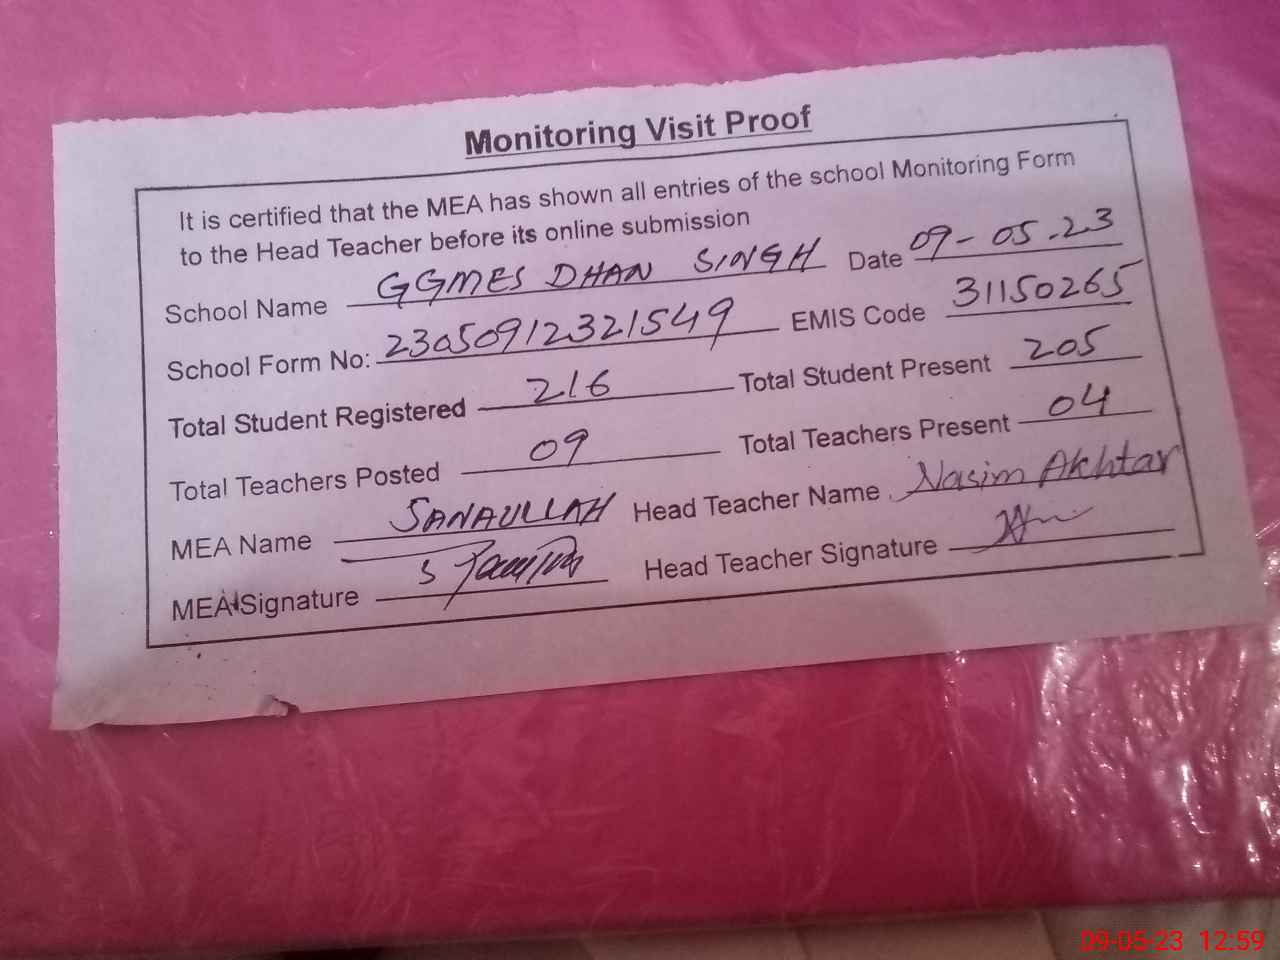 Monitoring Visit Proof
It is certified that the MEA has shown all entries of the school Monitoring Form
to the Head Teacher before its online submission
School Name GGMES DHAN SINGH Date 09-05-23
School Form No: 23050912321549 EMIS Code 31150265
Total Student Registered 216 Total Student Present 205
Total Teachers Posted 09 Total Teachers Present 04
MEA Name SANAULLAH Head Teacher Name Nasim Akhtar
MEA Signature Head Teacher Signature
09-05-23 12:59